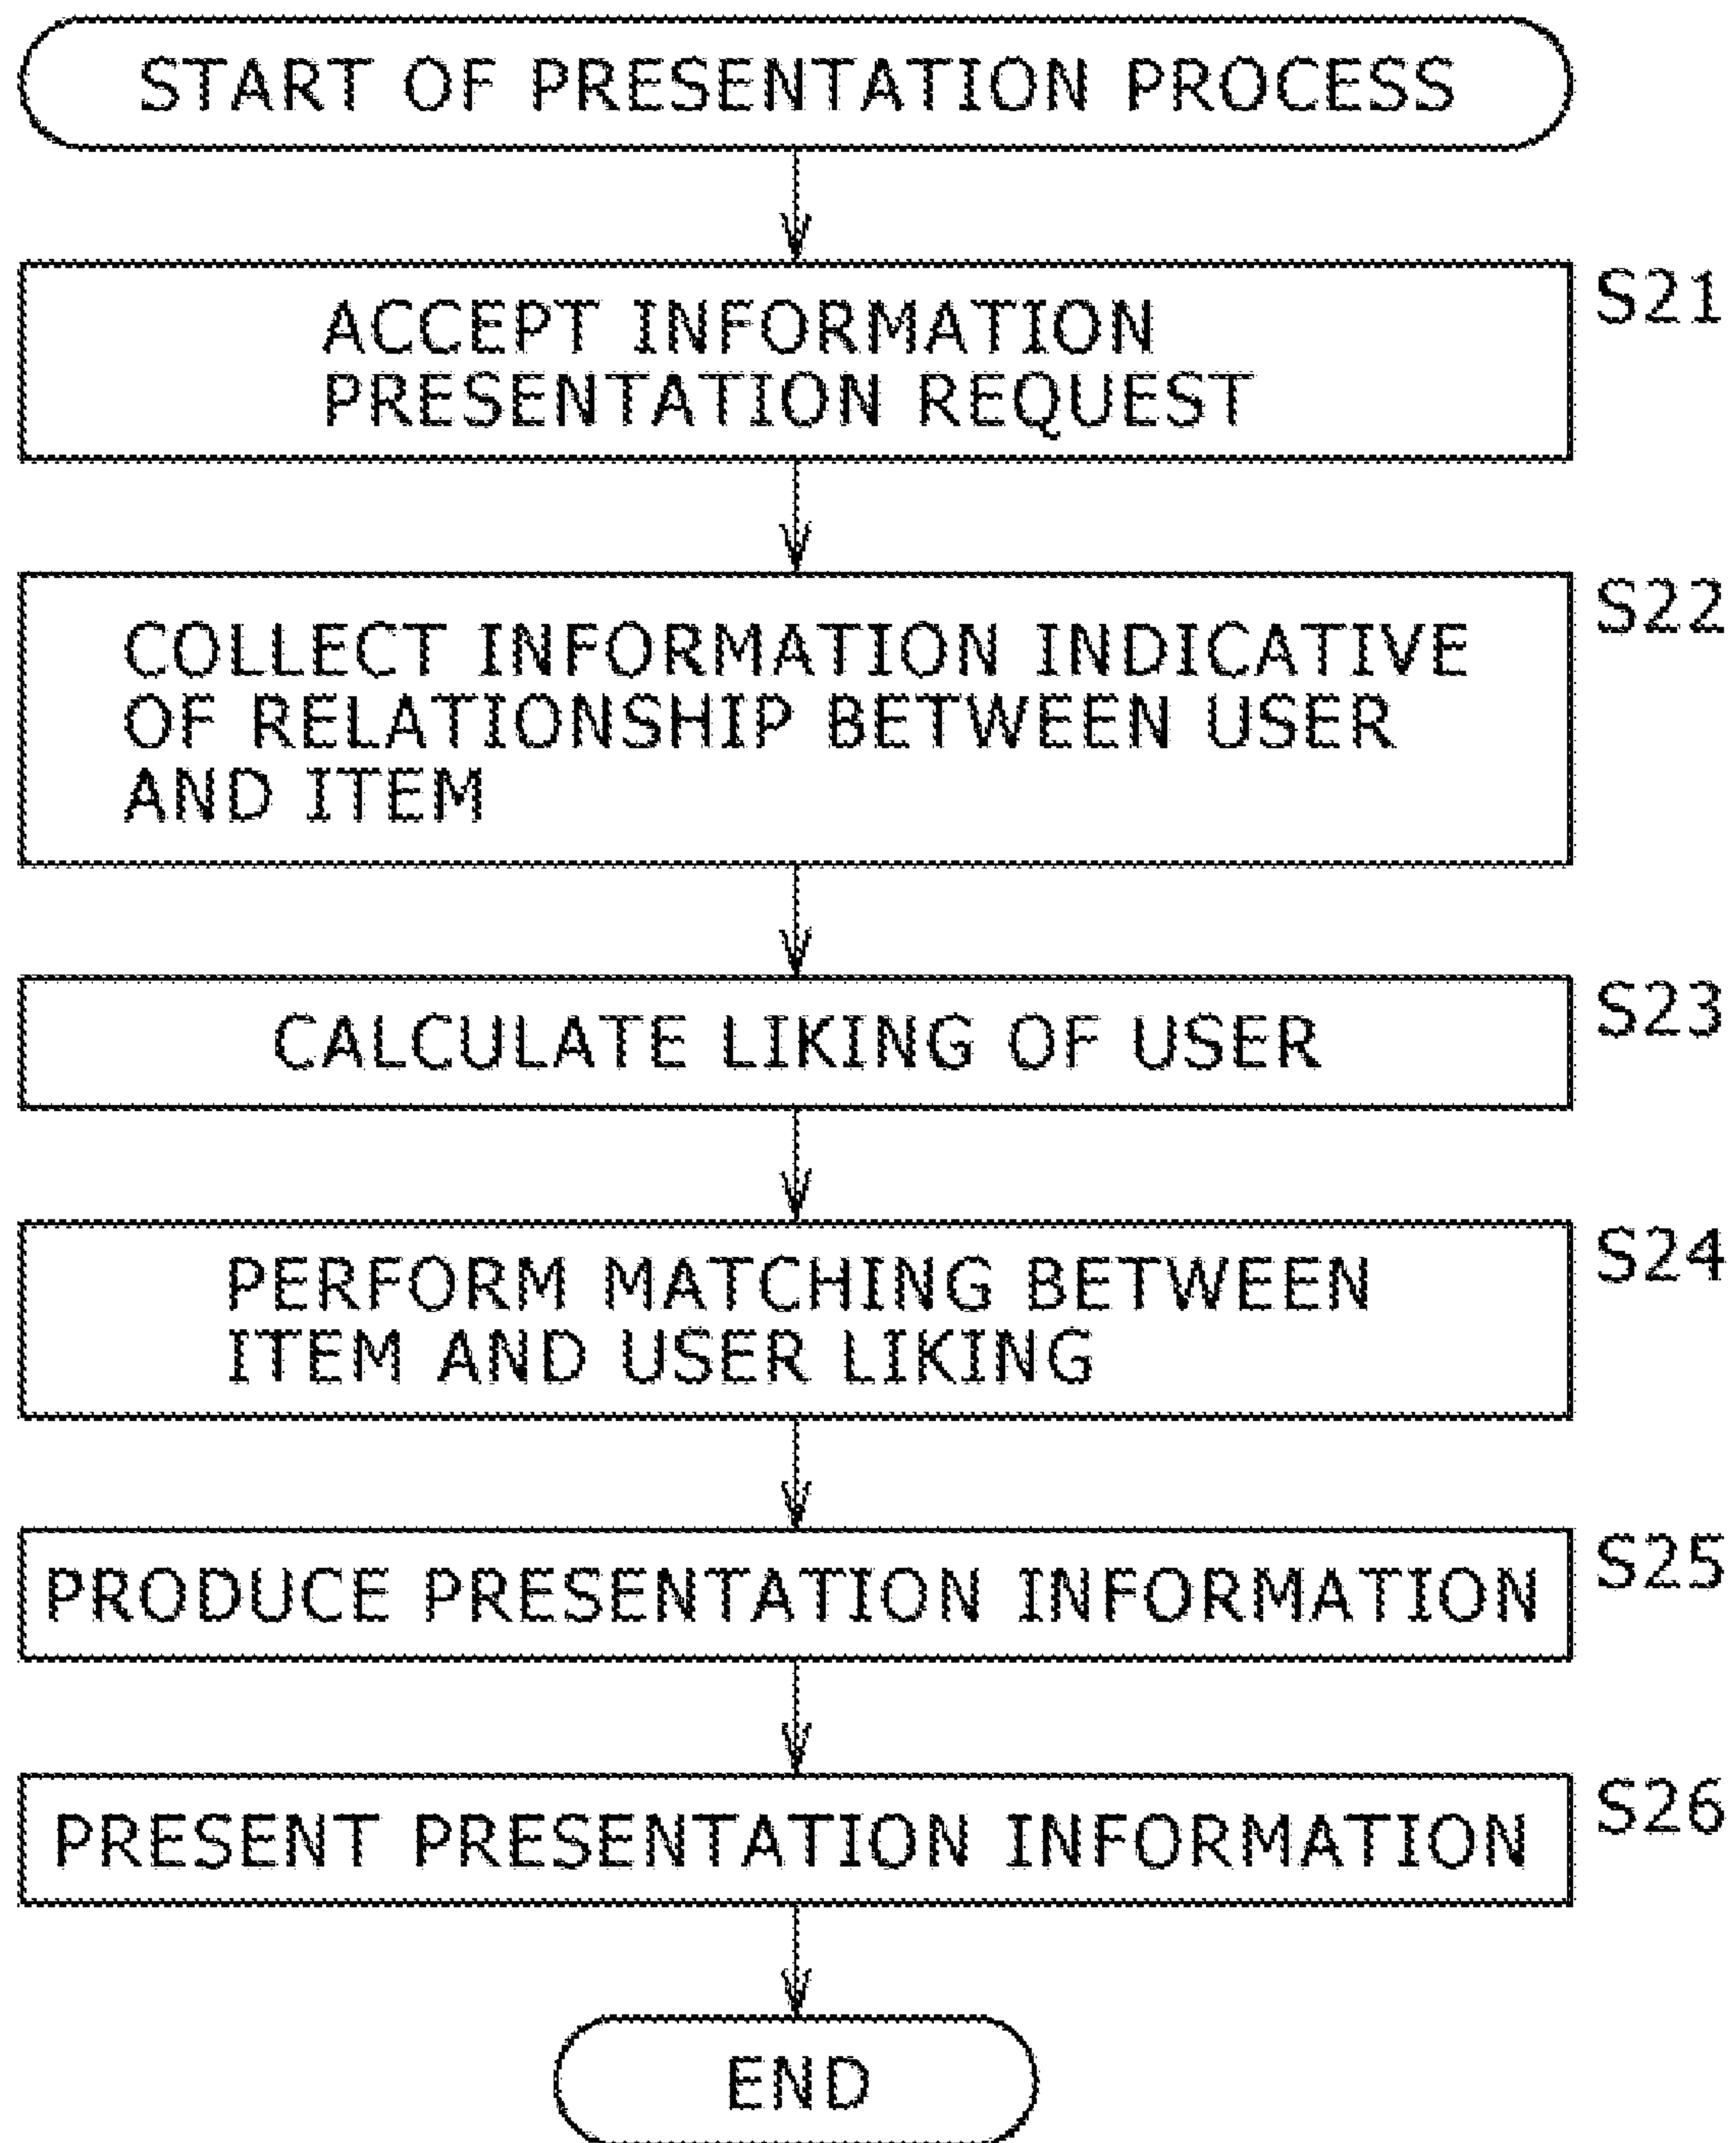 START OF PRESENTATION PROCESS
S21
ACCEPT INFORMATION
PRESENTATION REQUEST
S22
COLLECT INFORMATION INDICATIVE
OF RELATIONSHIP BETWEEN USER
AND ITEM
S23
CALCULATE LIKING OF USER
S24
PERFORM MATCHING BETWEEN
ITEM AND USER LIKING
S25
PRODUCE PRESENTATION INFORMATION
S26
PRESENT PRESENTATION INFORMATION
END